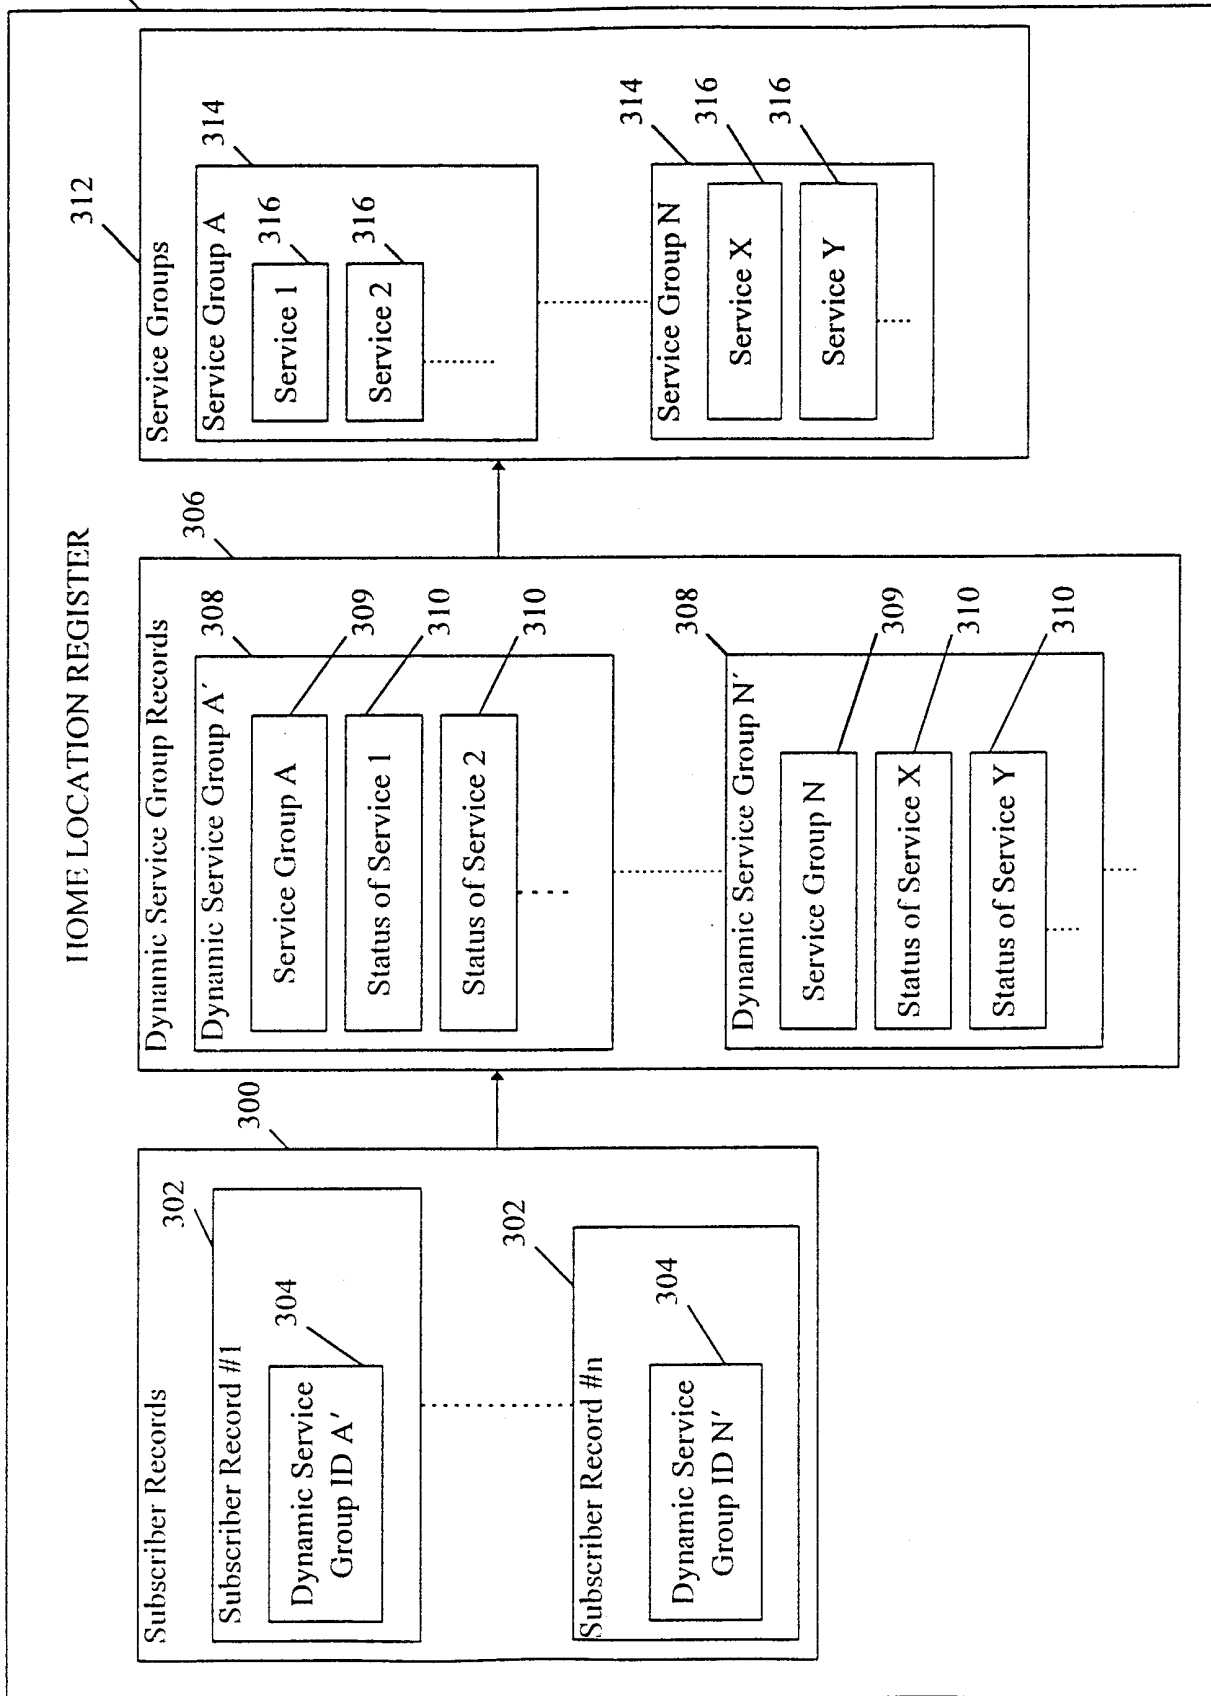 HOME LOCATION REGISTER
Subscriber Records
300
Subscriber Record #1
302
Dynamic Service
Group ID A′
304
Subscriber Record #n
302
Dynamic Service
Group ID N′
304
Dynamic Service Group Records
306
Dynamic Service Group A′
308
Service Group A
309
Status of Service 1
310
Status of Service 2
310
Dynamic Service Group N′
308
Service Group N
309
Status of Service X
310
Status of Service Y
310
Service Groups
312
Service Group A
314
Service 1
316
Service 2
316
Service Group N
314
Service X
316
Service Y
316